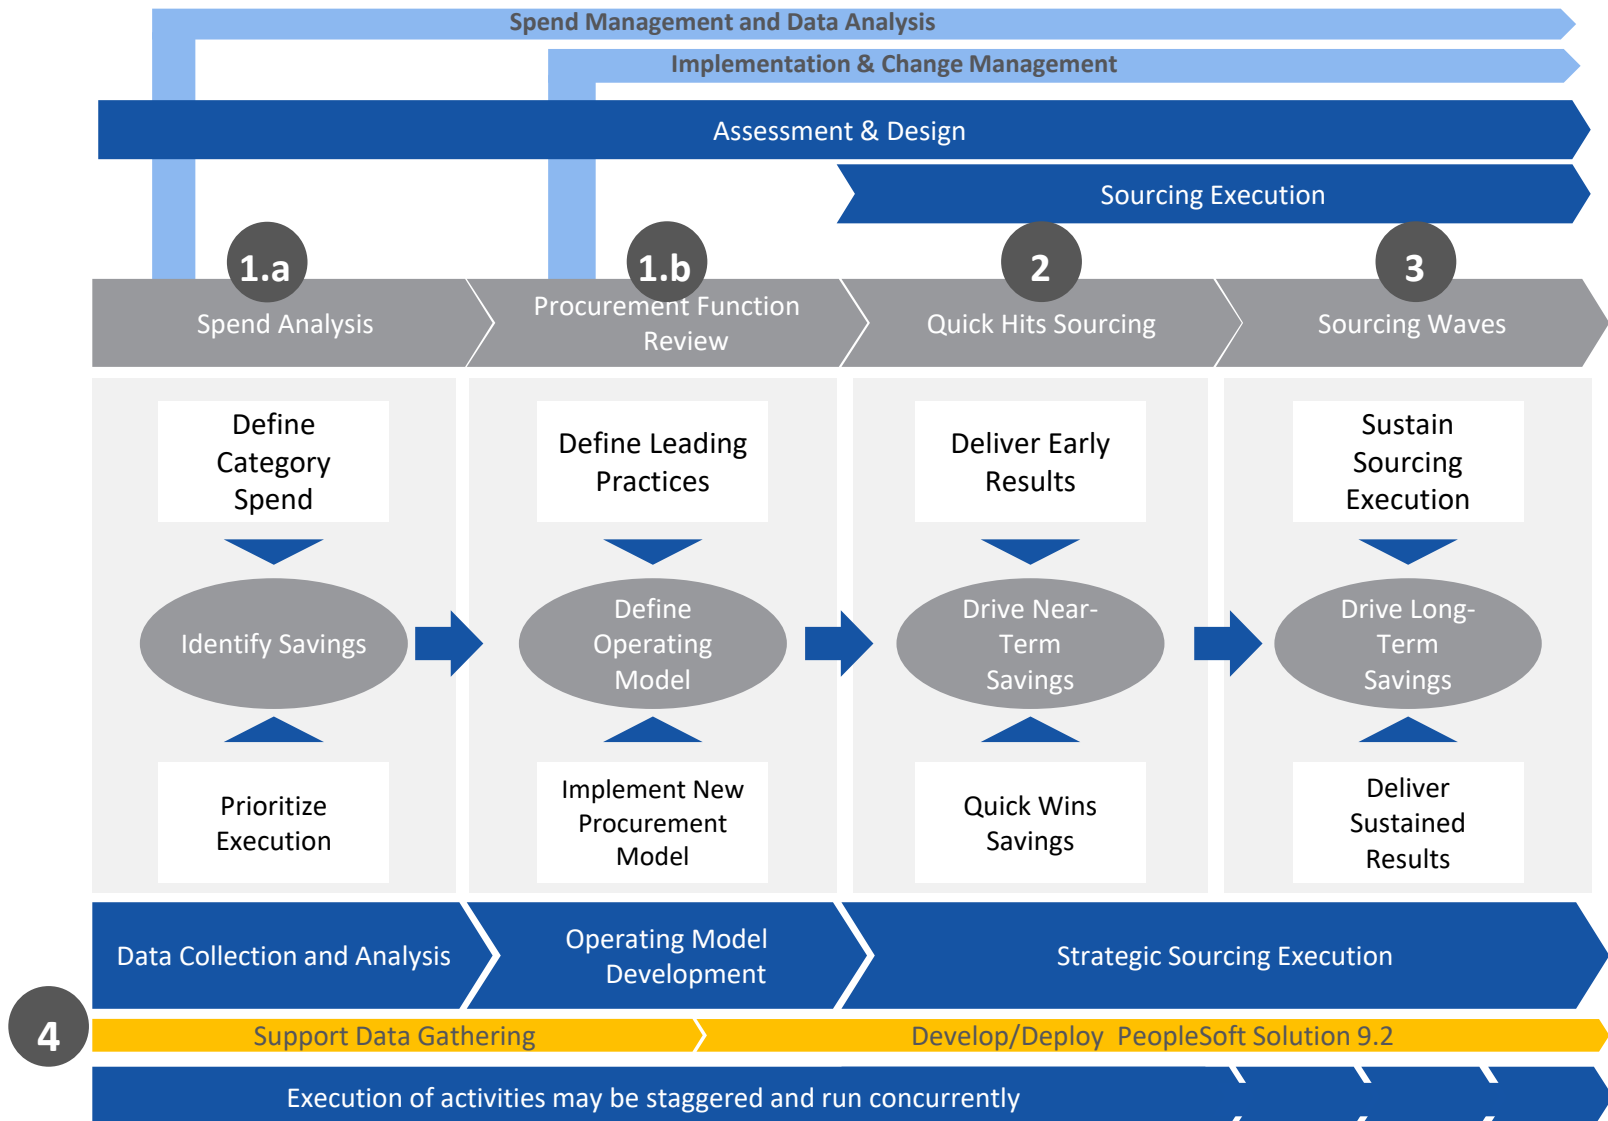 Spend Management and Data Analysis
Implementation & Change Management
Assessment & Design
Sourcing Execution
1.a
1.b
2
3
Spend Analysis
Procurement Function
Review
Quick Hits Sourcing
Sourcing Waves
Define
Category
Spend
Define Leading
Practices
Deliver Early
Results
Sustain
Sourcing
Execution
Identify Savings
Define
Operating
Model
Drive Near-
Term
Savings
Drive Long-
Term
Savings
Prioritize
Execution
Implement New
Procurement
Model
Quick Wins
Savings
Deliver
Sustained
Results
Data Collection and Analysis
Operating Model
Development
Strategic Sourcing Execution
4
Support Data Gathering
Develop/Deploy PeopleSoft Solution 9.2
Execution of activities may be staggered and run concurrently